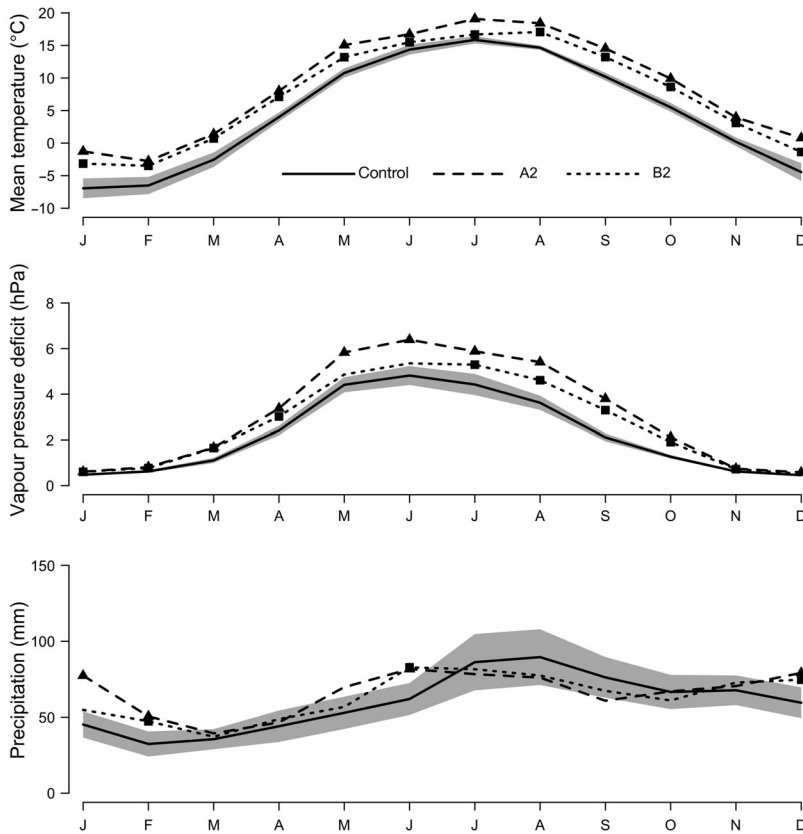 Mean temperature (°C)
20
15
10
5
0
−5
−10
Control
A2
B2
J F M A M J J A S O N D
Vapour pressure deficit (hPa)
8
6
4
2
0
J F M A M J J A S O N D
Precipitation (mm)
150
100
50
0
J F M A M J J A S O N D